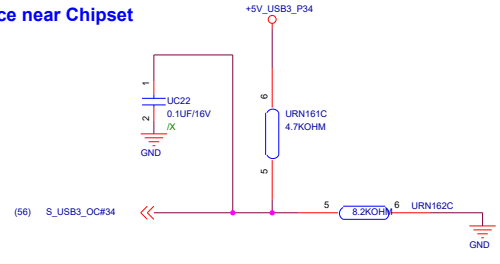 ce near Chipset
+5V_USB3_P34
1
UC22
0.1UF/16V
/X
2
GND
6
URN161C
4.7KOHM
5
(56) S_USB3_OC#34
5
8.2KOHM
6
URN162C
GND